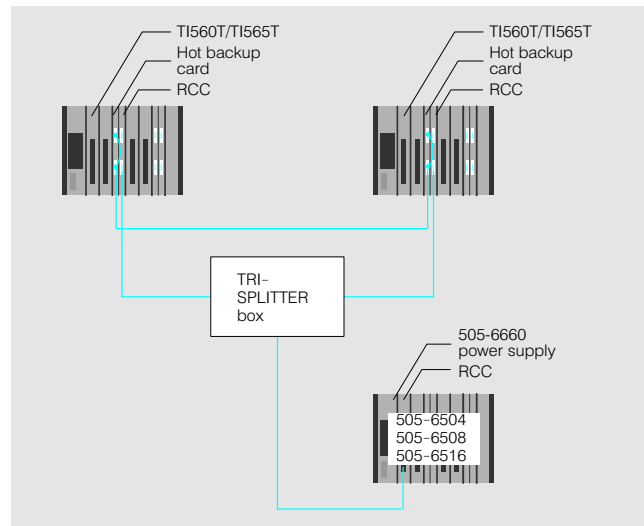 TI560T/TI565T
Hot backup
card
RCC
TI560T/TI565T
Hot backup
card
RCC
TRI-
SPLITTER
box
505-6660
power supply
RCC
505-6504
505-6508
505-6516